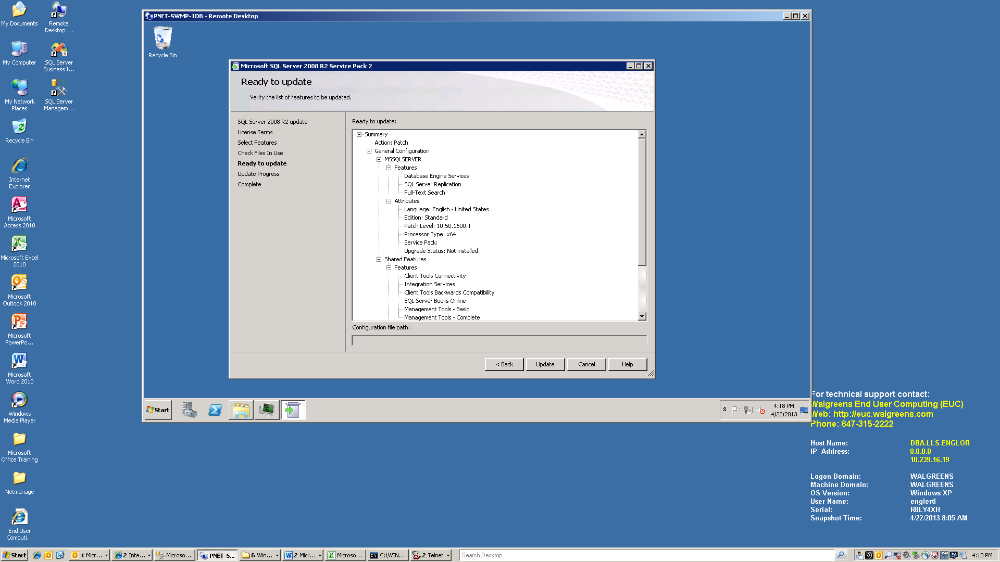 My Documents
Remote
Desktop ...
My Computer
SQL Server
Business I...
My Network
Places
SQL Server
Managem...
Recycle Bin
Internet
Explorer
Microsoft
Access 2010
Microsoft Excel
2010
Microsoft
Outlook 2010
Microsoft
PowerPo...
Microsoft
Word 2010
Windows
Media Player
Microsoft
Office Training
Netmanage
End User
Computi...
PNET-SWMP-1DB - Remote Desktop
Recycle Bin
Microsoft SQL Server 2008 R2 Service Pack 2
Ready to update
Verify the list of features to be updated.
SQL Server 2008 R2 update
License Terms
Select Features
Check Files In Use
Ready to update
Update Progress
Complete
Ready to update:
Summary
Action: Patch
General Configuration
MSSQLSERVER
Features
Database Engine Services
SQL Server Replication
Full-Text Search
Attributes
Language: English - United States
Edition: Standard
Patch Level: 10.50.1600.1
Processor Type: x64
Service Pack:
Upgrade Status: Not installed.
Shared Features
Features
Client Tools Connectivity
Integration Services
Client Tools Backwards Compatibility
SQL Server Books Online
Management Tools - Basic
Management Tools - Complete
Configuration file path:
< Back
Update
Cancel
Help
Start
4:18 PM
4/22/2013
For technical support contact:
Walgreens End User Computing (EUC)
Web: http://euc.walgreens.com
Phone: 847-315-2222
Host Name: DBA-LLS-ENGLOR
IP Address: 0.0.0.0
10.239.16.19
Logon Domain: WALGREENS
Machine Domain: WALGREENS
OS Version: Windows XP
User Name: englertl
Serial: R8LY4XH
Snapshot Time: 4/22/2013 8:05 AM
Start
4 Micr...
2 Inte...
Microso...
PNET-S...
6 Win...
2 Micr...
Microso...
C:\WIN...
2 Telnet
Search Desktop
4:18 PM